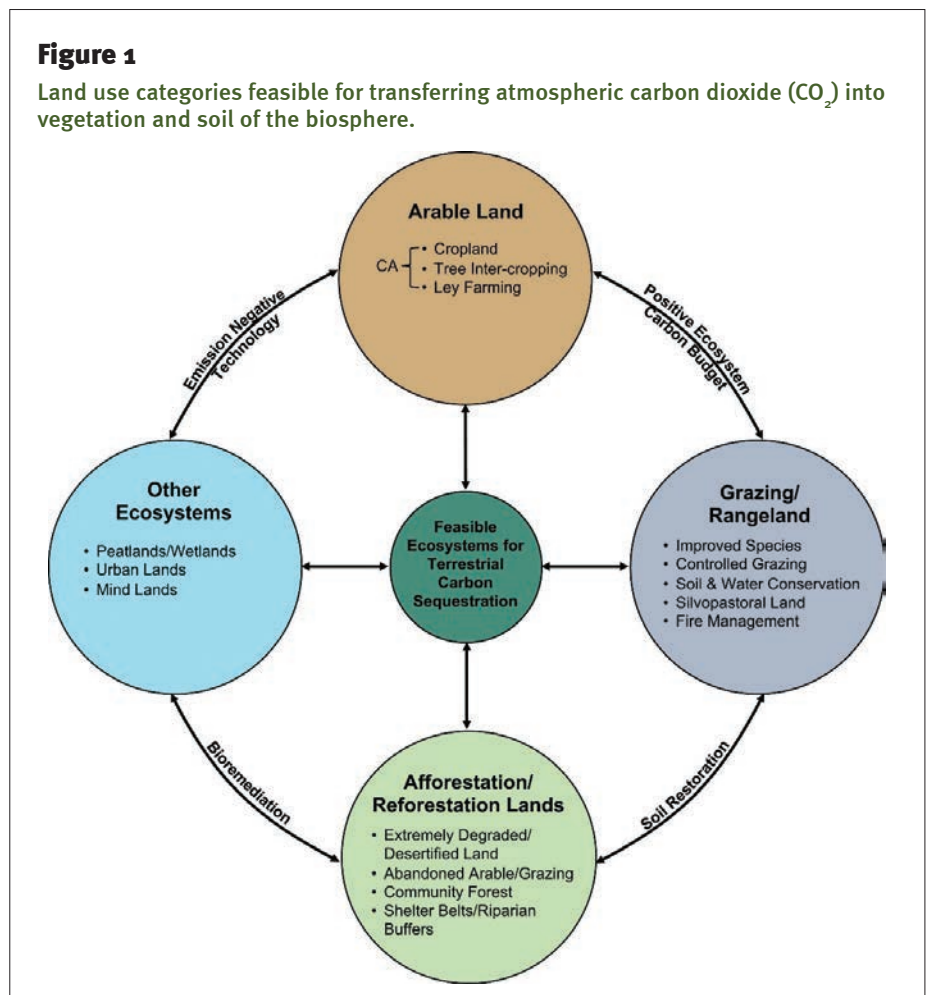 Figure 1
Land use categories feasible for transferring atmospheric carbon dioxide (CO₂) into
vegetation and soil of the biosphere.
Arable Land
CA
• Cropland
• Tree Inter-cropping
• Ley Farming
Emission Negative
Technology
Positive Ecosystem
Carbon Budget
Other
Ecosystems
• Peatlands/Wetlands
• Urban Lands
• Mind Lands
Feasible
Ecosystems for
Terrestrial
Carbon
Sequestration
Grazing/
Rangeland
• Improved Species
• Controlled Grazing
• Soil & Water Conservation
• Silvopastoral Land
• Fire Management
Bioremediation
Soil Restoration
Afforestation/
Reforestation Lands
• Extremely Degraded/
Desertified Land
• Abandoned Arable/Grazing
• Community Forest
• Shelter Belts/Riparian
Buffers